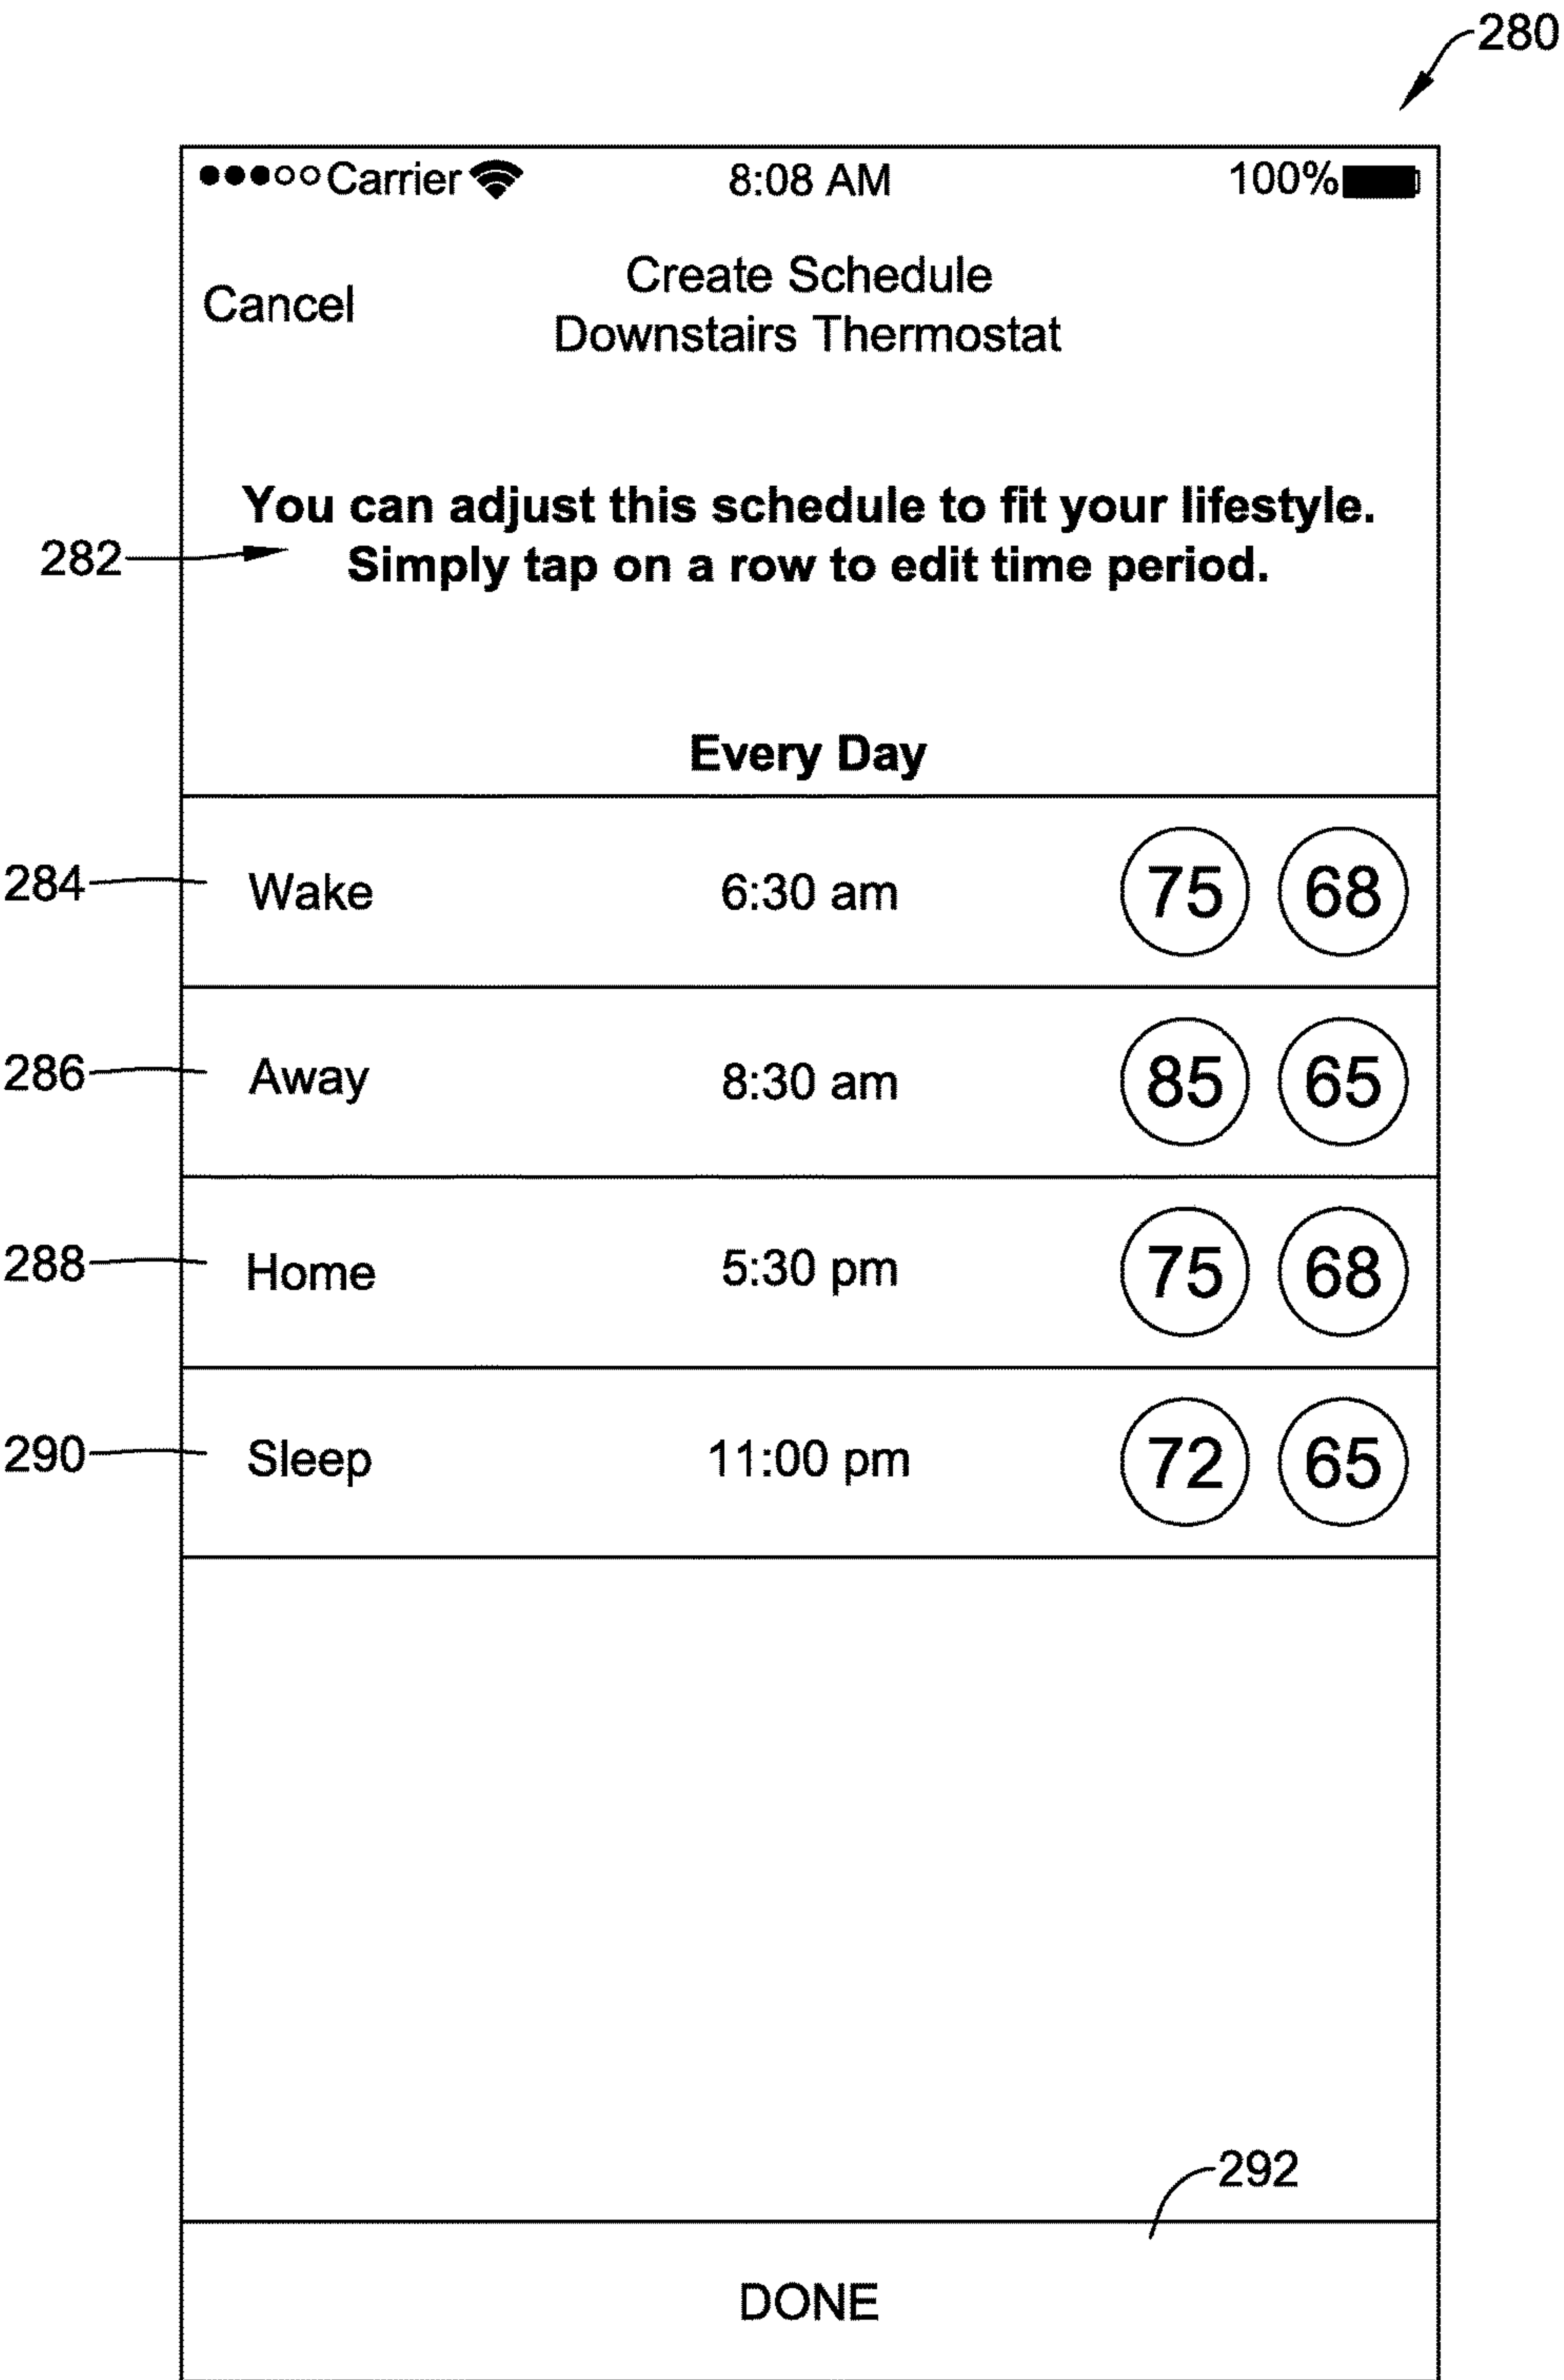 280
Carrier 8:08 AM 100%
Cancel
Create Schedule
Downstairs Thermostat
You can adjust this schedule to fit your lifestyle.
282 Simply tap on a row to edit time period.
Every Day
284 Wake 6:30 am 75 68
286 Away 8:30 am 85 65
288 Home 5:30 pm 75 68
290 Sleep 11:00 pm 72 65
292
DONE